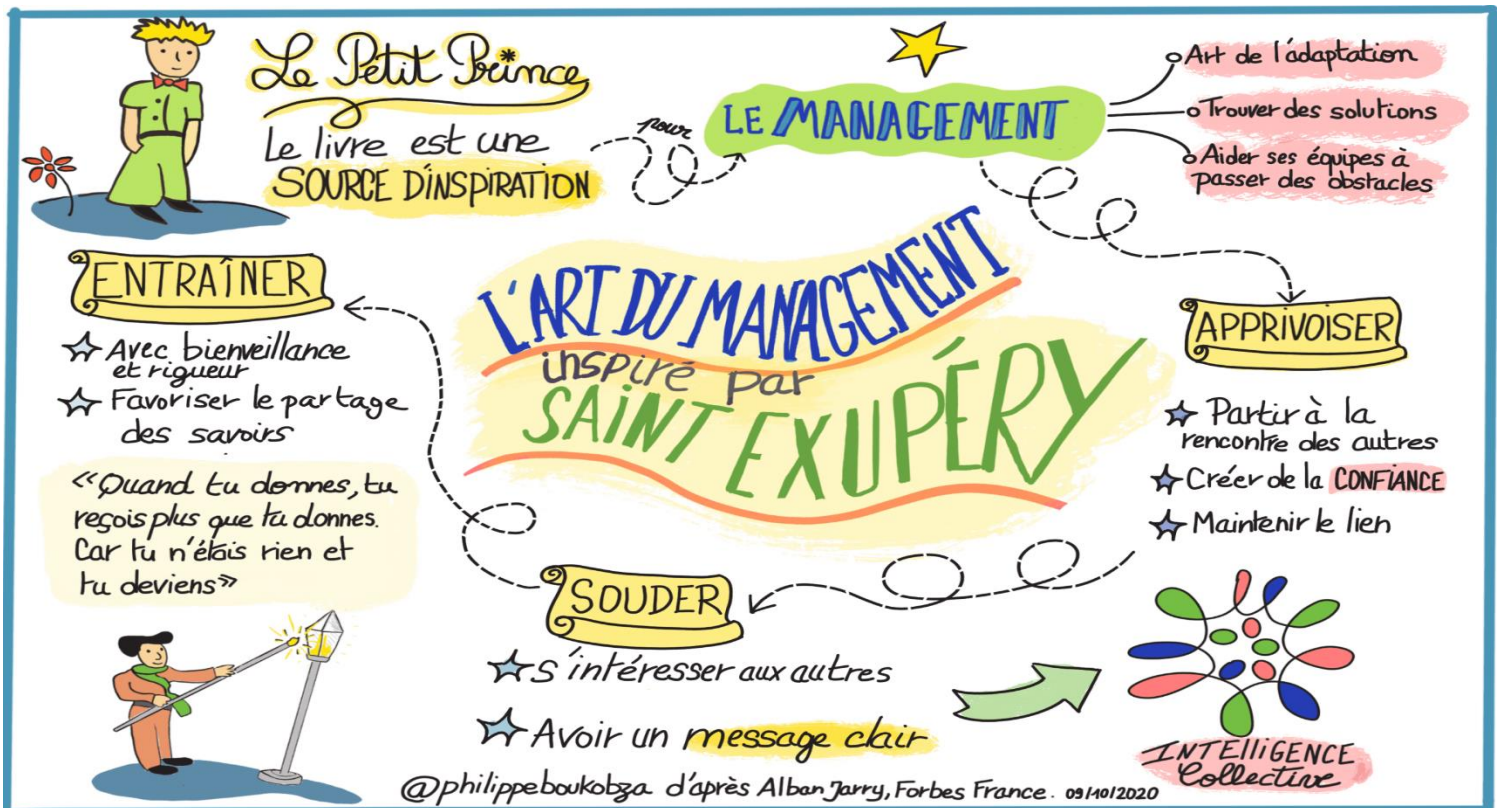 Le Petit Prince
Le livre est une
SOURCE D'INSPIRATION
pour
LE MANAGEMENT
Art de l'adaptation
Trouver des solutions
Aider ses équipes à
passer des obstacles
L'ART DU MANAGEMENT
inspiré par
SAINT EXUPÉRY
APPRIVOISER
Partir à la
rencontre des autres
Créer de la CONFIANCE
Maintenir le lien
SOUDER
S'intéresser aux autres
Avoir un message clair
INTELLIGENCE
Collective
ENTRAÎNER
Avec bienveillance
et rigueur
Favoriser le partage
des savoirs
«Quand tu donnes, tu
reçois plus que tu donnes.
Car tu n'étais rien et
tu deviens»
@philippeboukobza d'après Alban Jarry, Forbes France. 09/10/2020